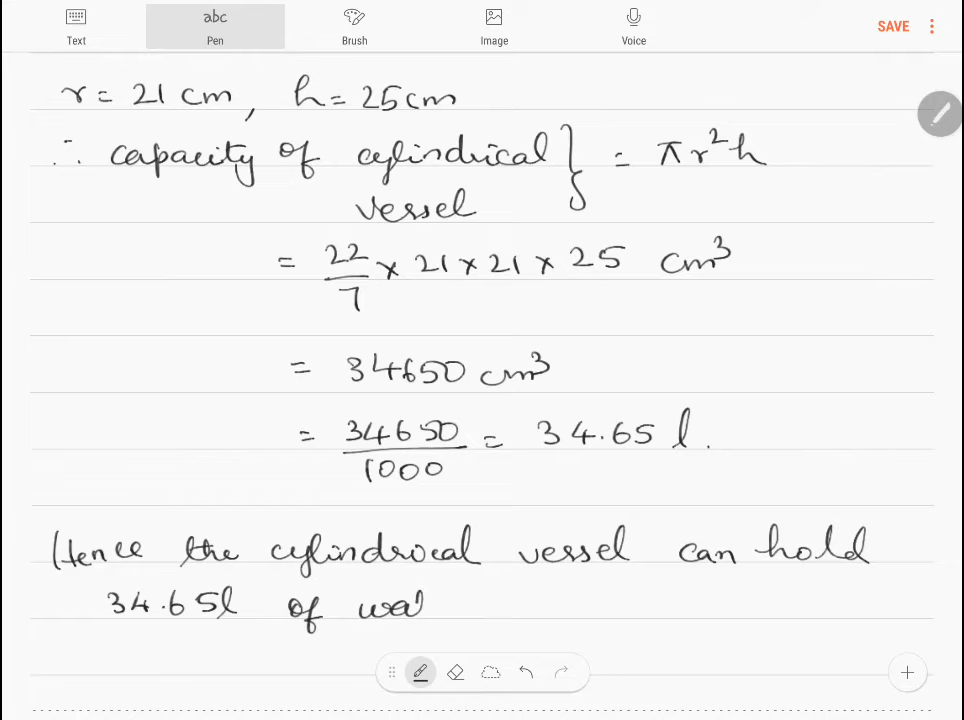 Text
abc
Pen
Brush
Image
Voice
SAVE
r = 21 cm, h = 25 cm
∴ capacity of cylindrical } = πr²h
vessel
= 22/7 × 21 × 21 × 25 cm³
= 34650 cm³
= 34650/1000 = 34.65 l.
Hence the cylindrical vessel can hold
34.65l of wat